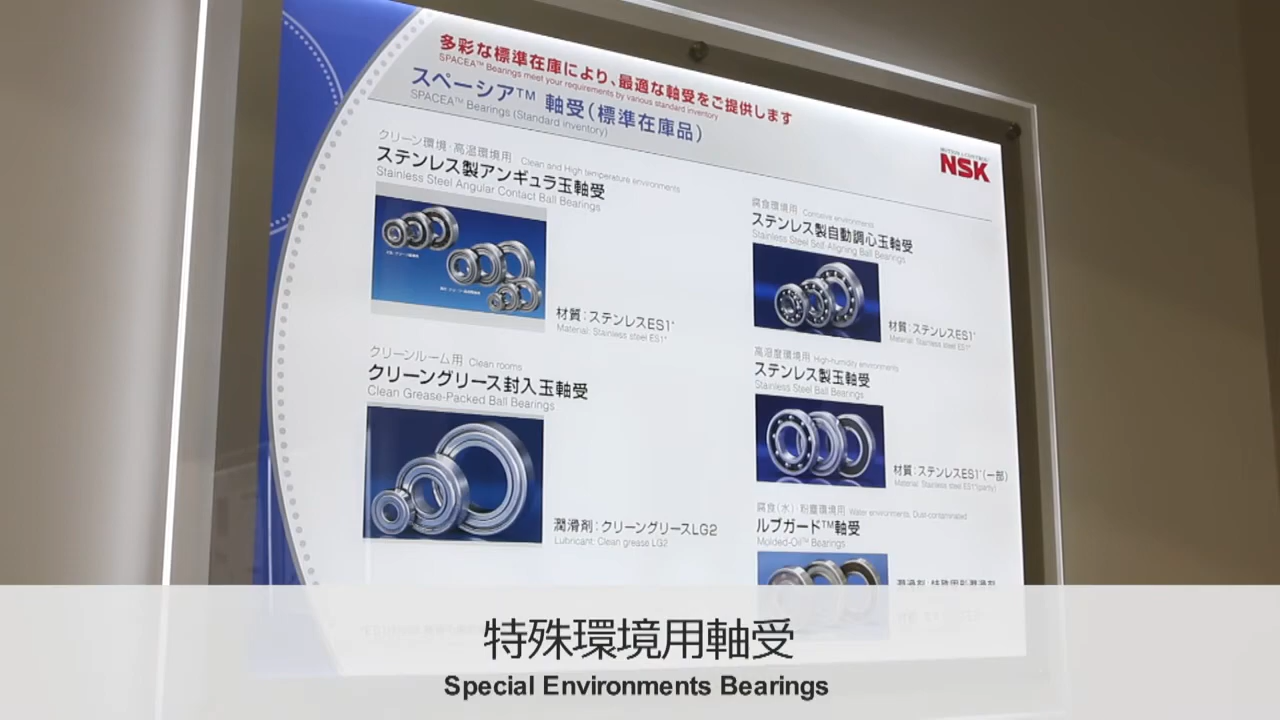 多彩な標準在庫により、最適な軸受をご提供します
SPACEA™ Bearings meet your requirements by various standard inventory
スペーシア™ 軸受(標準在庫品)
SPACEA™ Bearings (Standard inventory)
NSK
クリーン環境・高温環境用 Clean and High temperature environments
ステンレス製アンギュラ玉軸受
Stainless Steel Angular Contact Ball Bearings
材質:ステンレスES1*
Material: Stainless steel ES1*
クリーンルーム用 Clean rooms
クリーングリース封入玉軸受
Clean Grease-Packed Ball Bearings
潤滑剤:クリーングリースLG2
Lubricant: Clean grease LG2
腐食環境用 Corrosive environments
ステンレス製自動調心玉軸受
Stainless Steel Self-Aligning Ball Bearings
材質:ステンレスES1*
Material: Stainless steel ES1*
高湿度環境用 High-humidity environments
ステンレス製玉軸受
Stainless Steel Ball Bearings
材質:ステンレスES1*(一部)
Material: Stainless steel ES1*(partly)
腐食(水)・粉塵環境用 Water environments, Dust-contaminated
ルブガード™軸受
Molded-Oil™ Bearings
潤滑剤:特殊固形潤滑剤
特殊環境用軸受
Special Environments Bearings